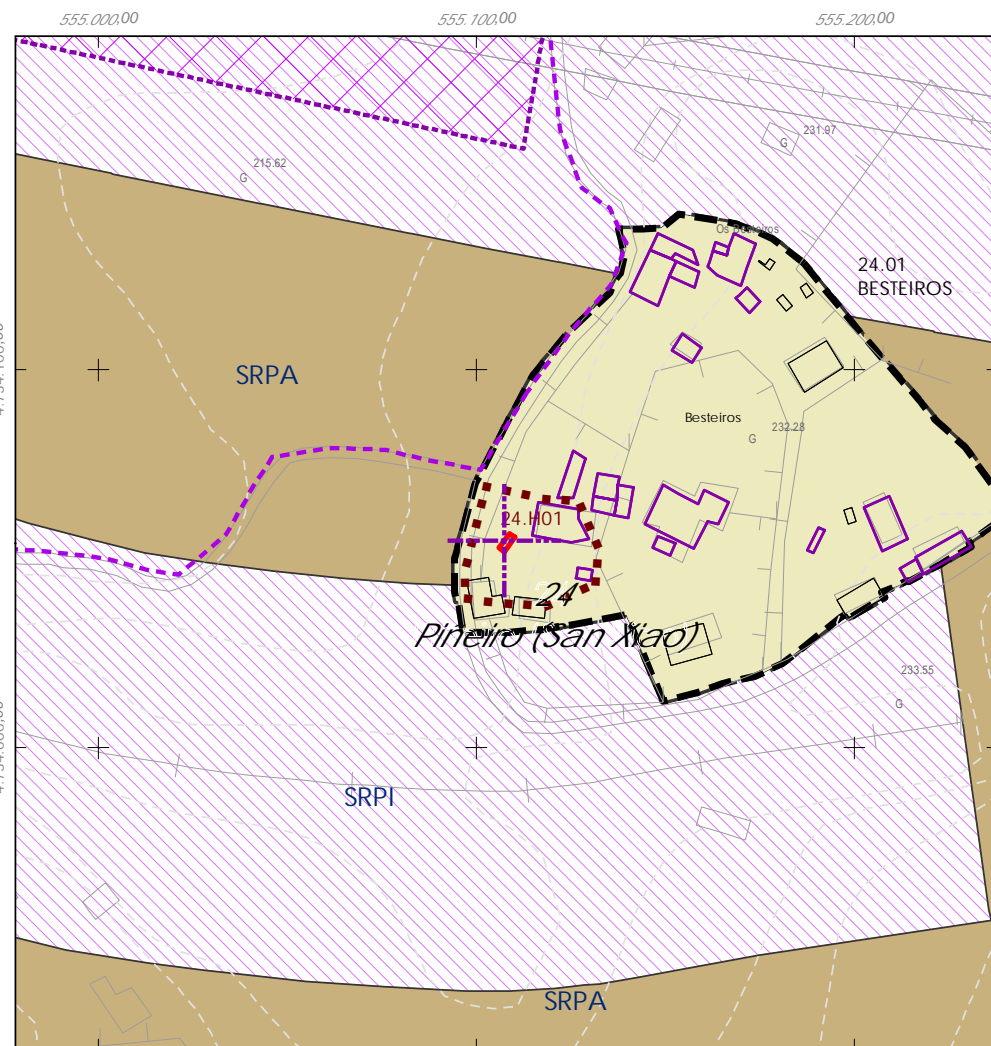 555.000,00 555.100,00 555.200,00
231.97
G
215.62
G
Os Besteiros
24.01
BESTEIROS
SRPA
Besteiros
232.28
G
24.H01
24
Piñeiro (San Xiao)
233.55
G
SRPI
SRPA